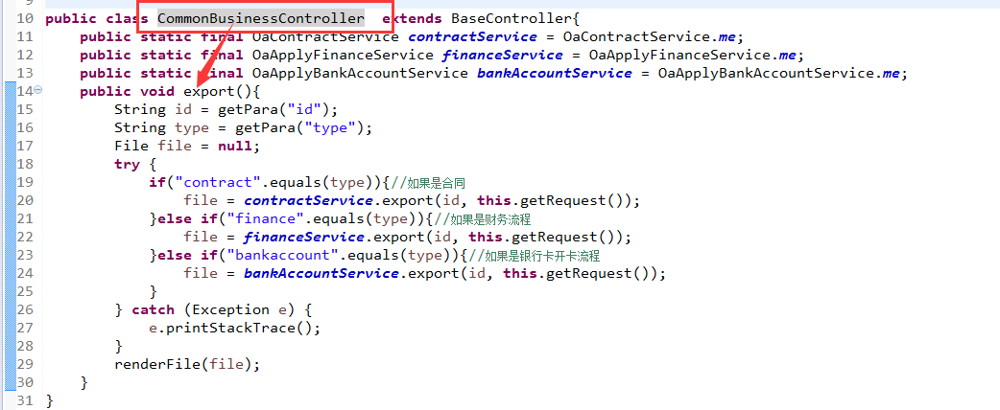 9
10 public class CommonBusinessController extends BaseController{
11 public static final OaContractService contractService = OaContractService.me;
12 public static final OaApplyFinanceService financeService = OaApplyFinanceService.me;
13 public static final OaApplyBankAccountService bankAccountService = OaApplyBankAccountService.me;
14 public void export(){
15 String id = getPara("id");
16 String type = getPara("type");
17 File file = null;
18 try {
19 if("contract".equals(type)){//如果是合同
20 file = contractService.export(id, this.getRequest());
21 }else if("finance".equals(type)){//如果是财务流程
22 file = financeService.export(id, this.getRequest());
23 }else if("bankaccount".equals(type)){//如果是银行卡开卡流程
24 file = bankAccountService.export(id, this.getRequest());
25 }
26 } catch (Exception e) {
27 e.printStackTrace();
28 }
29 renderFile(file);
30 }
31 }